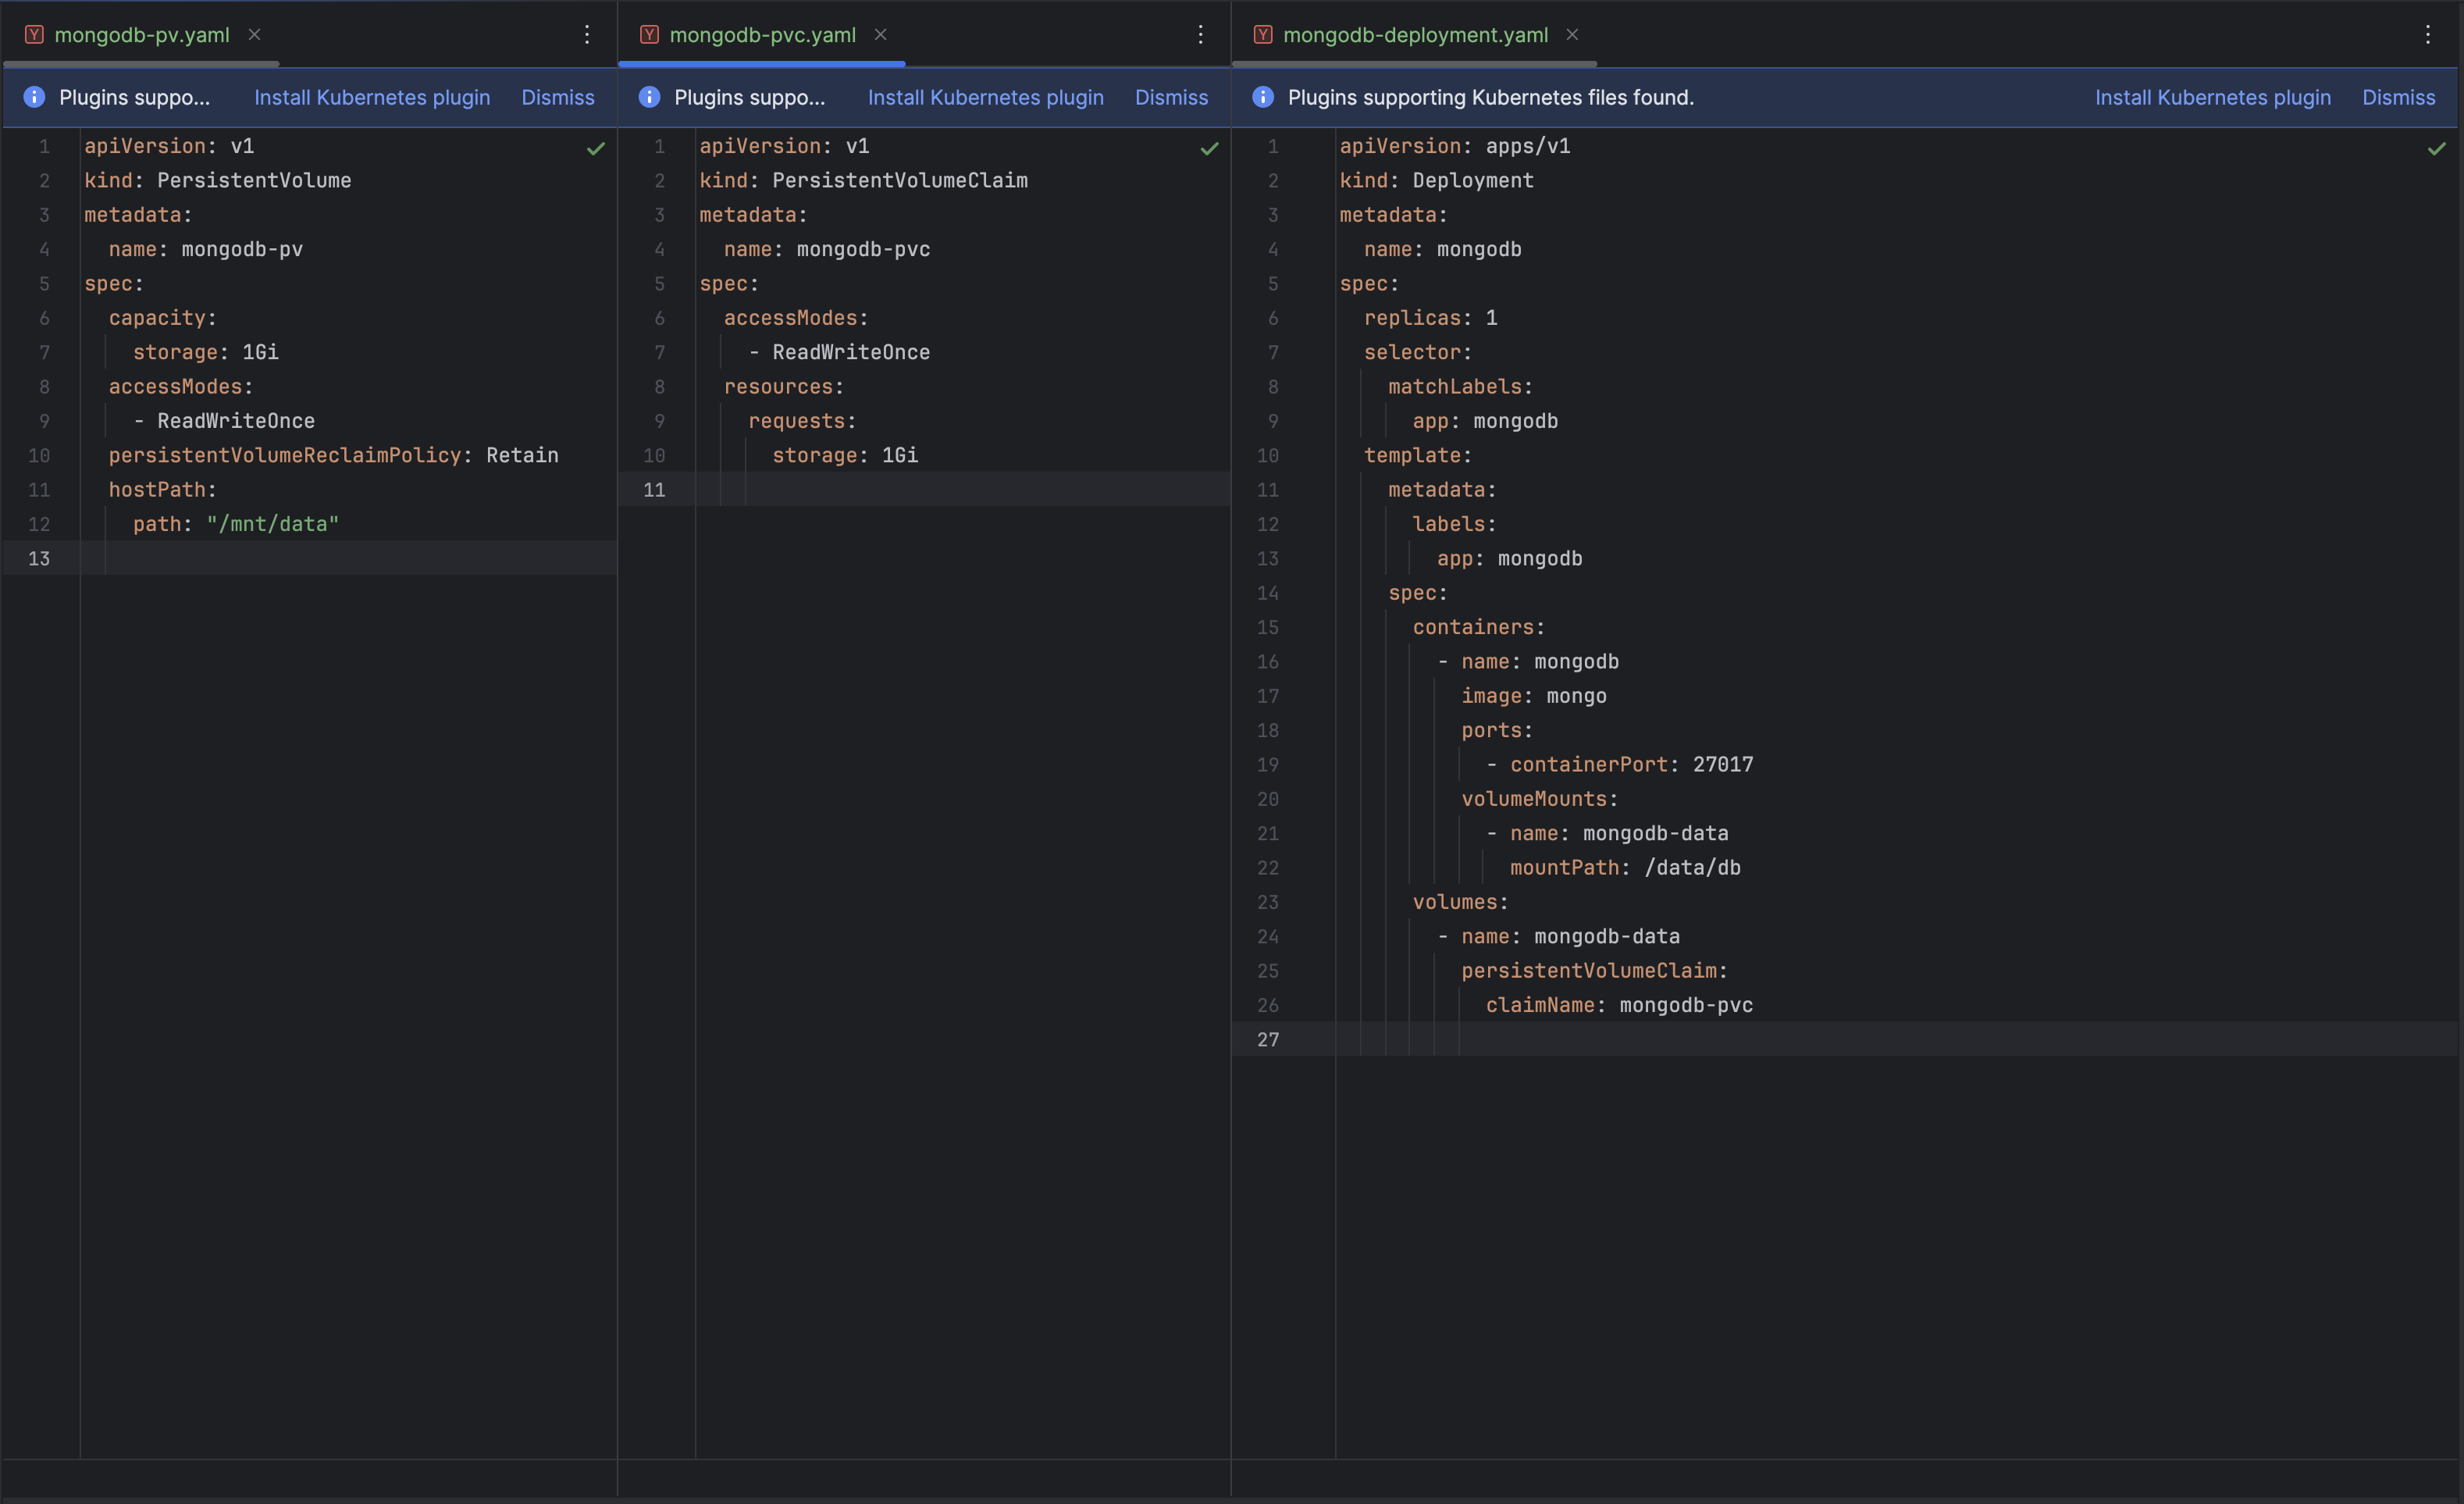 mongodb-pv.yaml
Plugins suppo... Install Kubernetes plugin Dismiss
1 apiVersion: v1
2 kind: PersistentVolume
3 metadata:
4   name: mongodb-pv
5 spec:
6   capacity:
7     storage: 1Gi
8   accessModes:
9     - ReadWriteOnce
10   persistentVolumeReclaimPolicy: Retain
11   hostPath:
12     path: "/mnt/data"
13
mongodb-pvc.yaml
Plugins suppo... Install Kubernetes plugin Dismiss
1 apiVersion: v1
2 kind: PersistentVolumeClaim
3 metadata:
4   name: mongodb-pvc
5 spec:
6   accessModes:
7     - ReadWriteOnce
8   resources:
9     requests:
10       storage: 1Gi
11
mongodb-deployment.yaml
Plugins supporting Kubernetes files found. Install Kubernetes plugin Dismiss
1 apiVersion: apps/v1
2 kind: Deployment
3 metadata:
4   name: mongodb
5 spec:
6   replicas: 1
7   selector:
8     matchLabels:
9       app: mongodb
10   template:
11     metadata:
12       labels:
13         app: mongodb
14     spec:
15       containers:
16         - name: mongodb
17           image: mongo
18           ports:
19             - containerPort: 27017
20           volumeMounts:
21             - name: mongodb-data
22               mountPath: /data/db
23       volumes:
24         - name: mongodb-data
25           persistentVolumeClaim:
26             claimName: mongodb-pvc
27